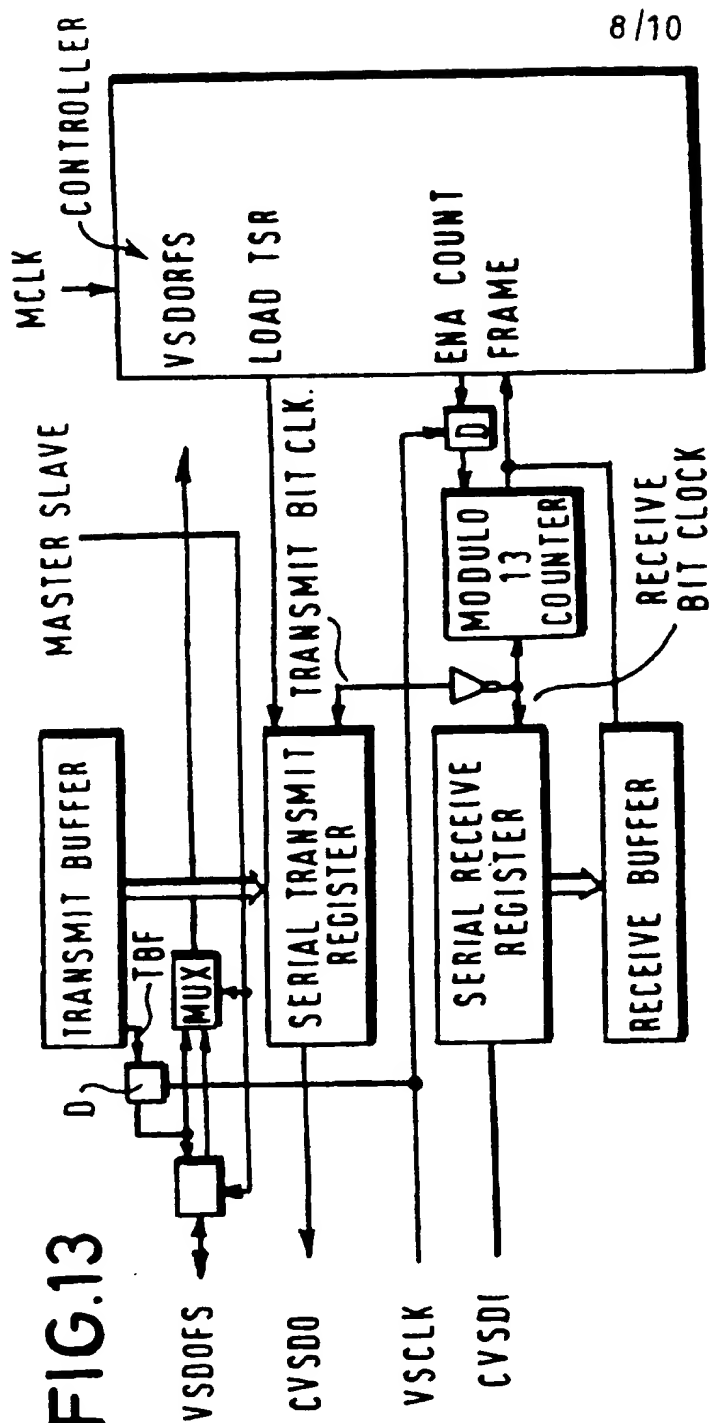 8/10
FIG.13
MCLK
CONTROLLER
VSDORFS
LOAD TSR
ENA COUNT
FRAME
MASTER SLAVE
TRANSMIT BUFFER
TBF
D
MUX
SERIAL TRANSMIT
REGISTER
TRANSMIT BIT CLK.
D
MODULO
13
COUNTER
SERIAL RECEIVE
REGISTER
RECEIVE
BIT CLOCK
RECEIVE BUFFER
VSDOFS
CVSDO
VSCLK
CVSDI